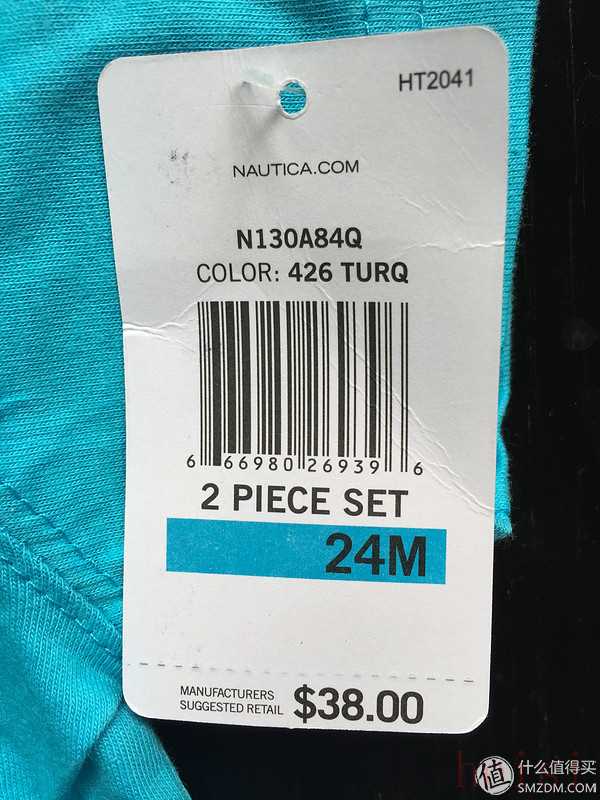 HT2041
NAUTICA.COM
N130A84Q
COLOR: 426 TURQ
6 66980 26939 6
2 PIECE SET
24M
MANUFACTURERS
SUGGESTED RETAIL $38.00
值 什么值得买
SMZDM.COM